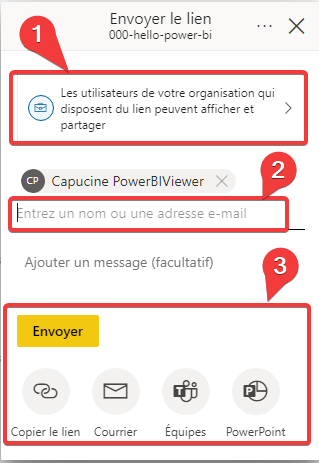 Envoyer le lien
000-hello-power-bi
1
Les utilisateurs de votre organisation qui
disposent du lien peuvent afficher et
partager
2
CP Capucine PowerBIViewer
Entrez un nom ou une adresse e-mail
Ajouter un message (facultatif)
3
Envoyer
Copier le lien Courrier Équipes PowerPoint